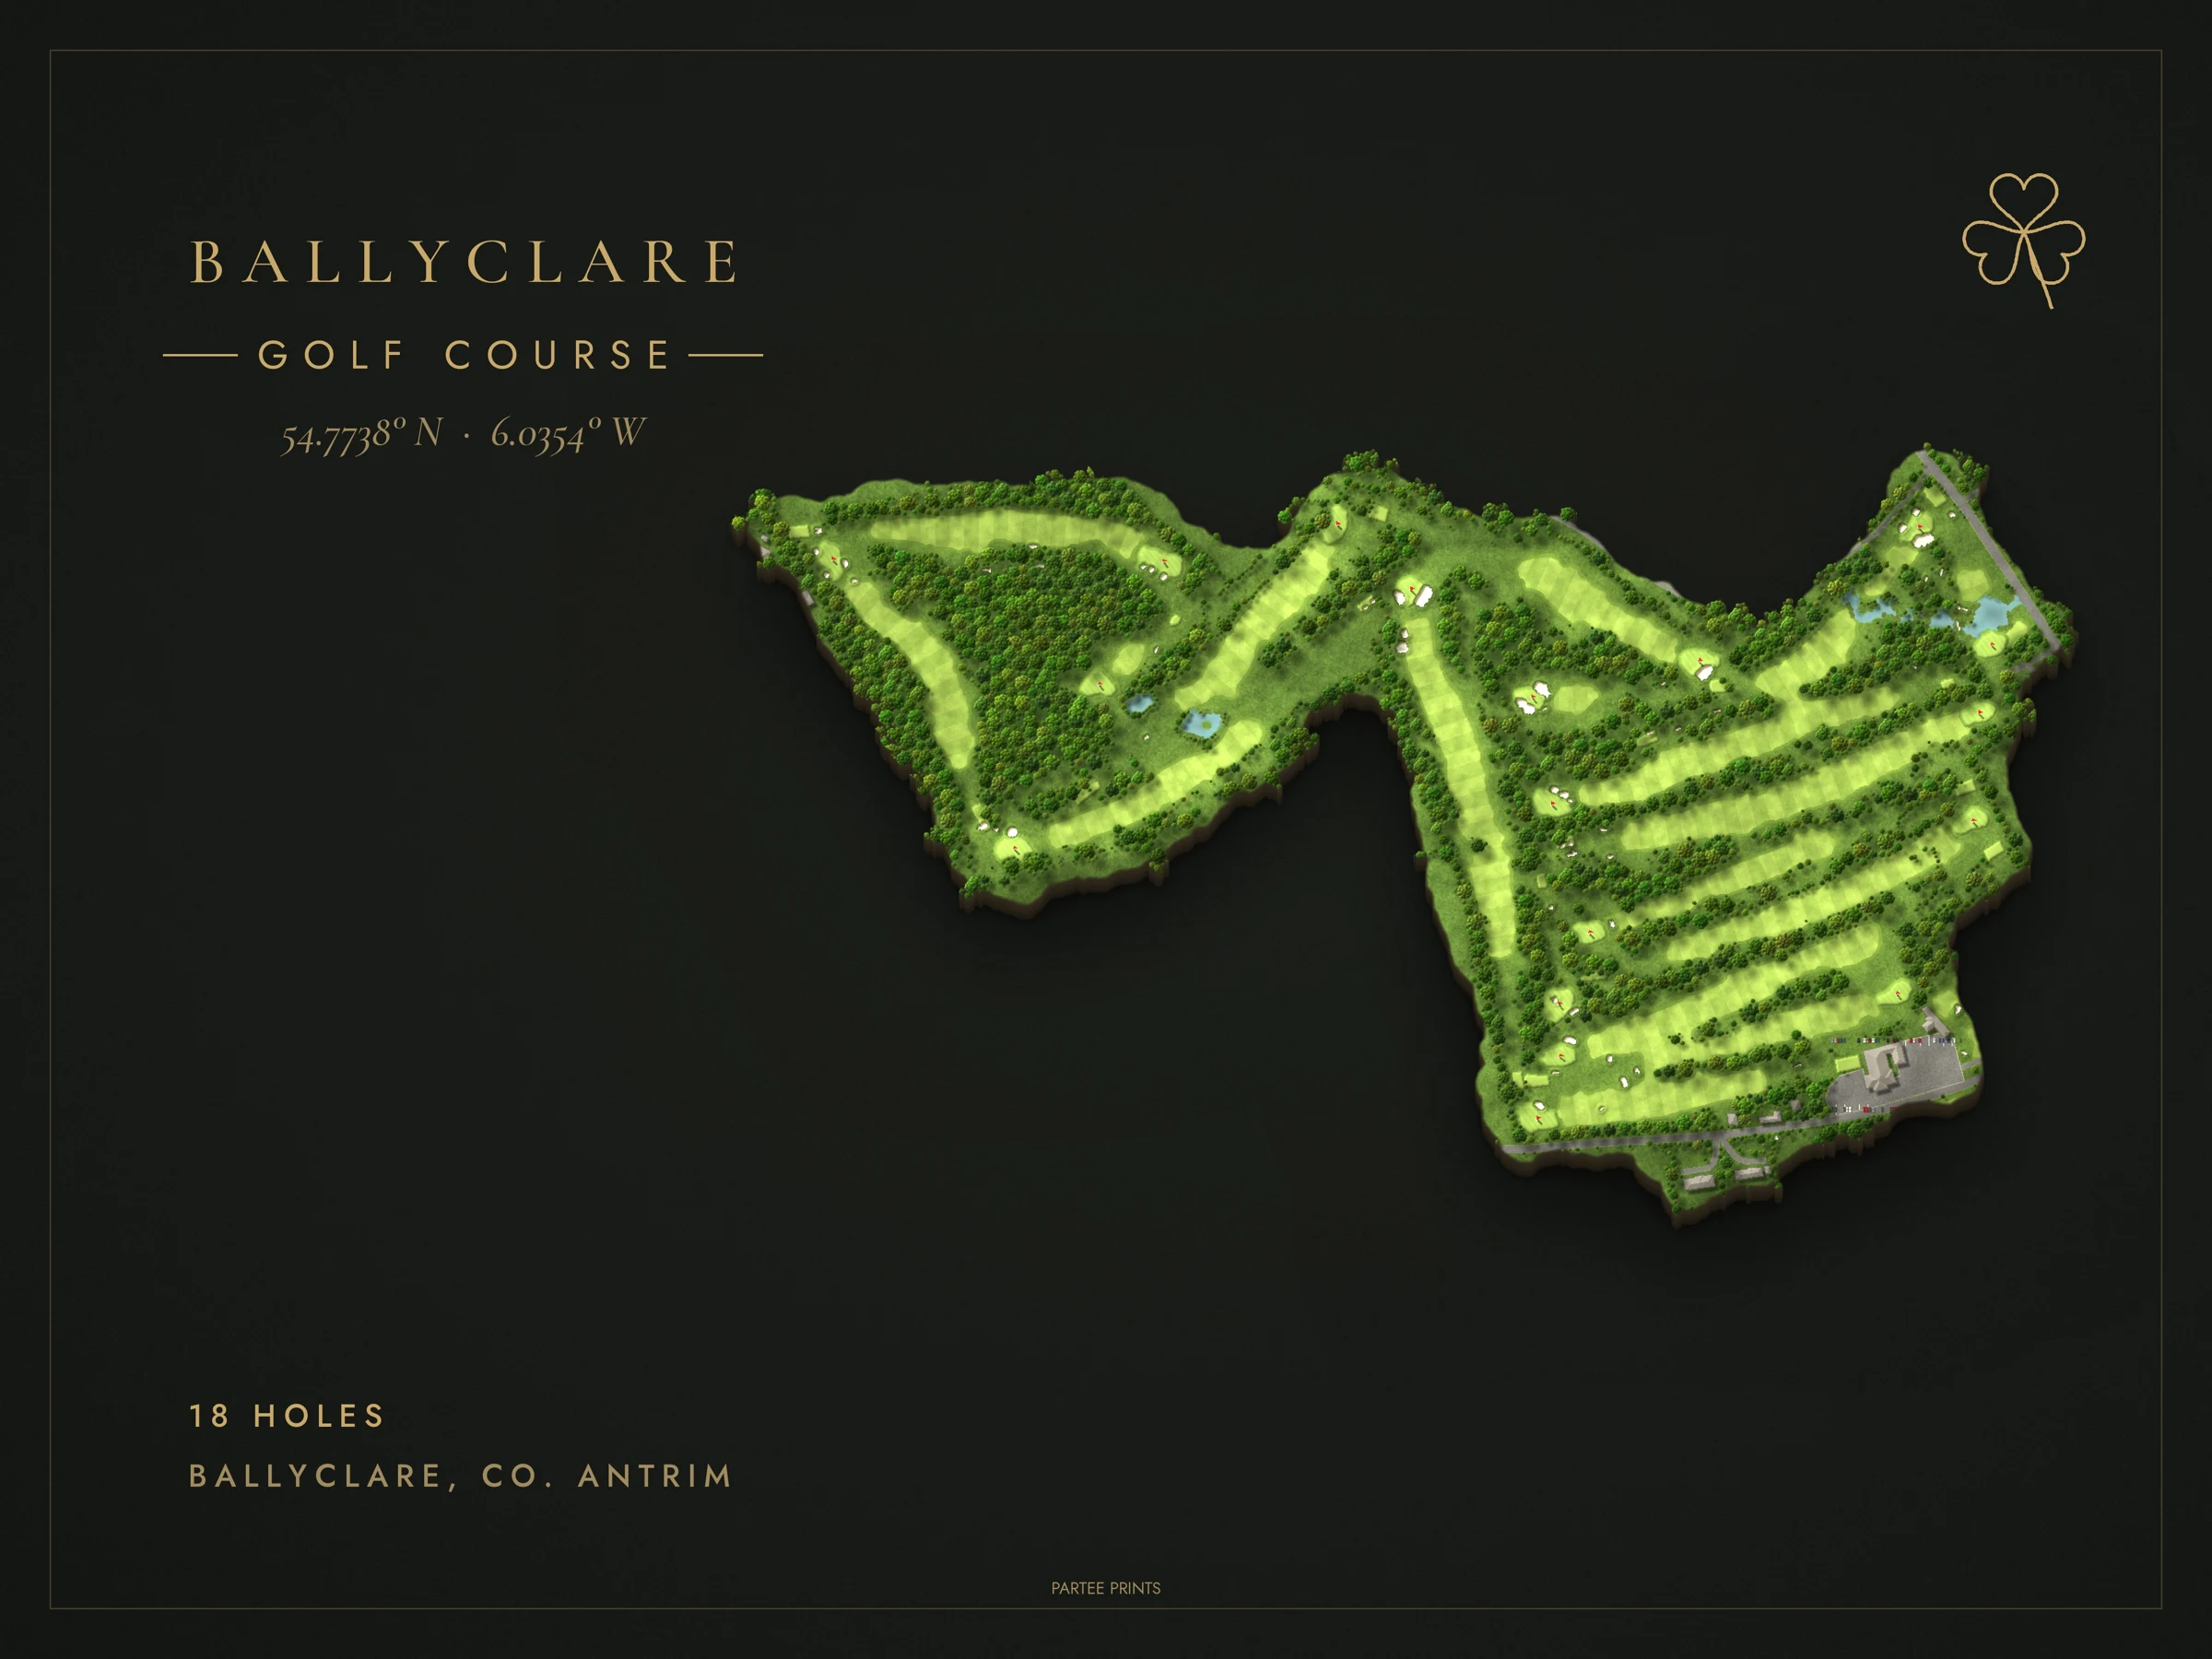 BALLYCLARE
GOLF COURSE
54.7738° N · 6.0354° W
18 HOLES
BALLYCLARE, CO. ANTRIM
PARTEE PRINTS